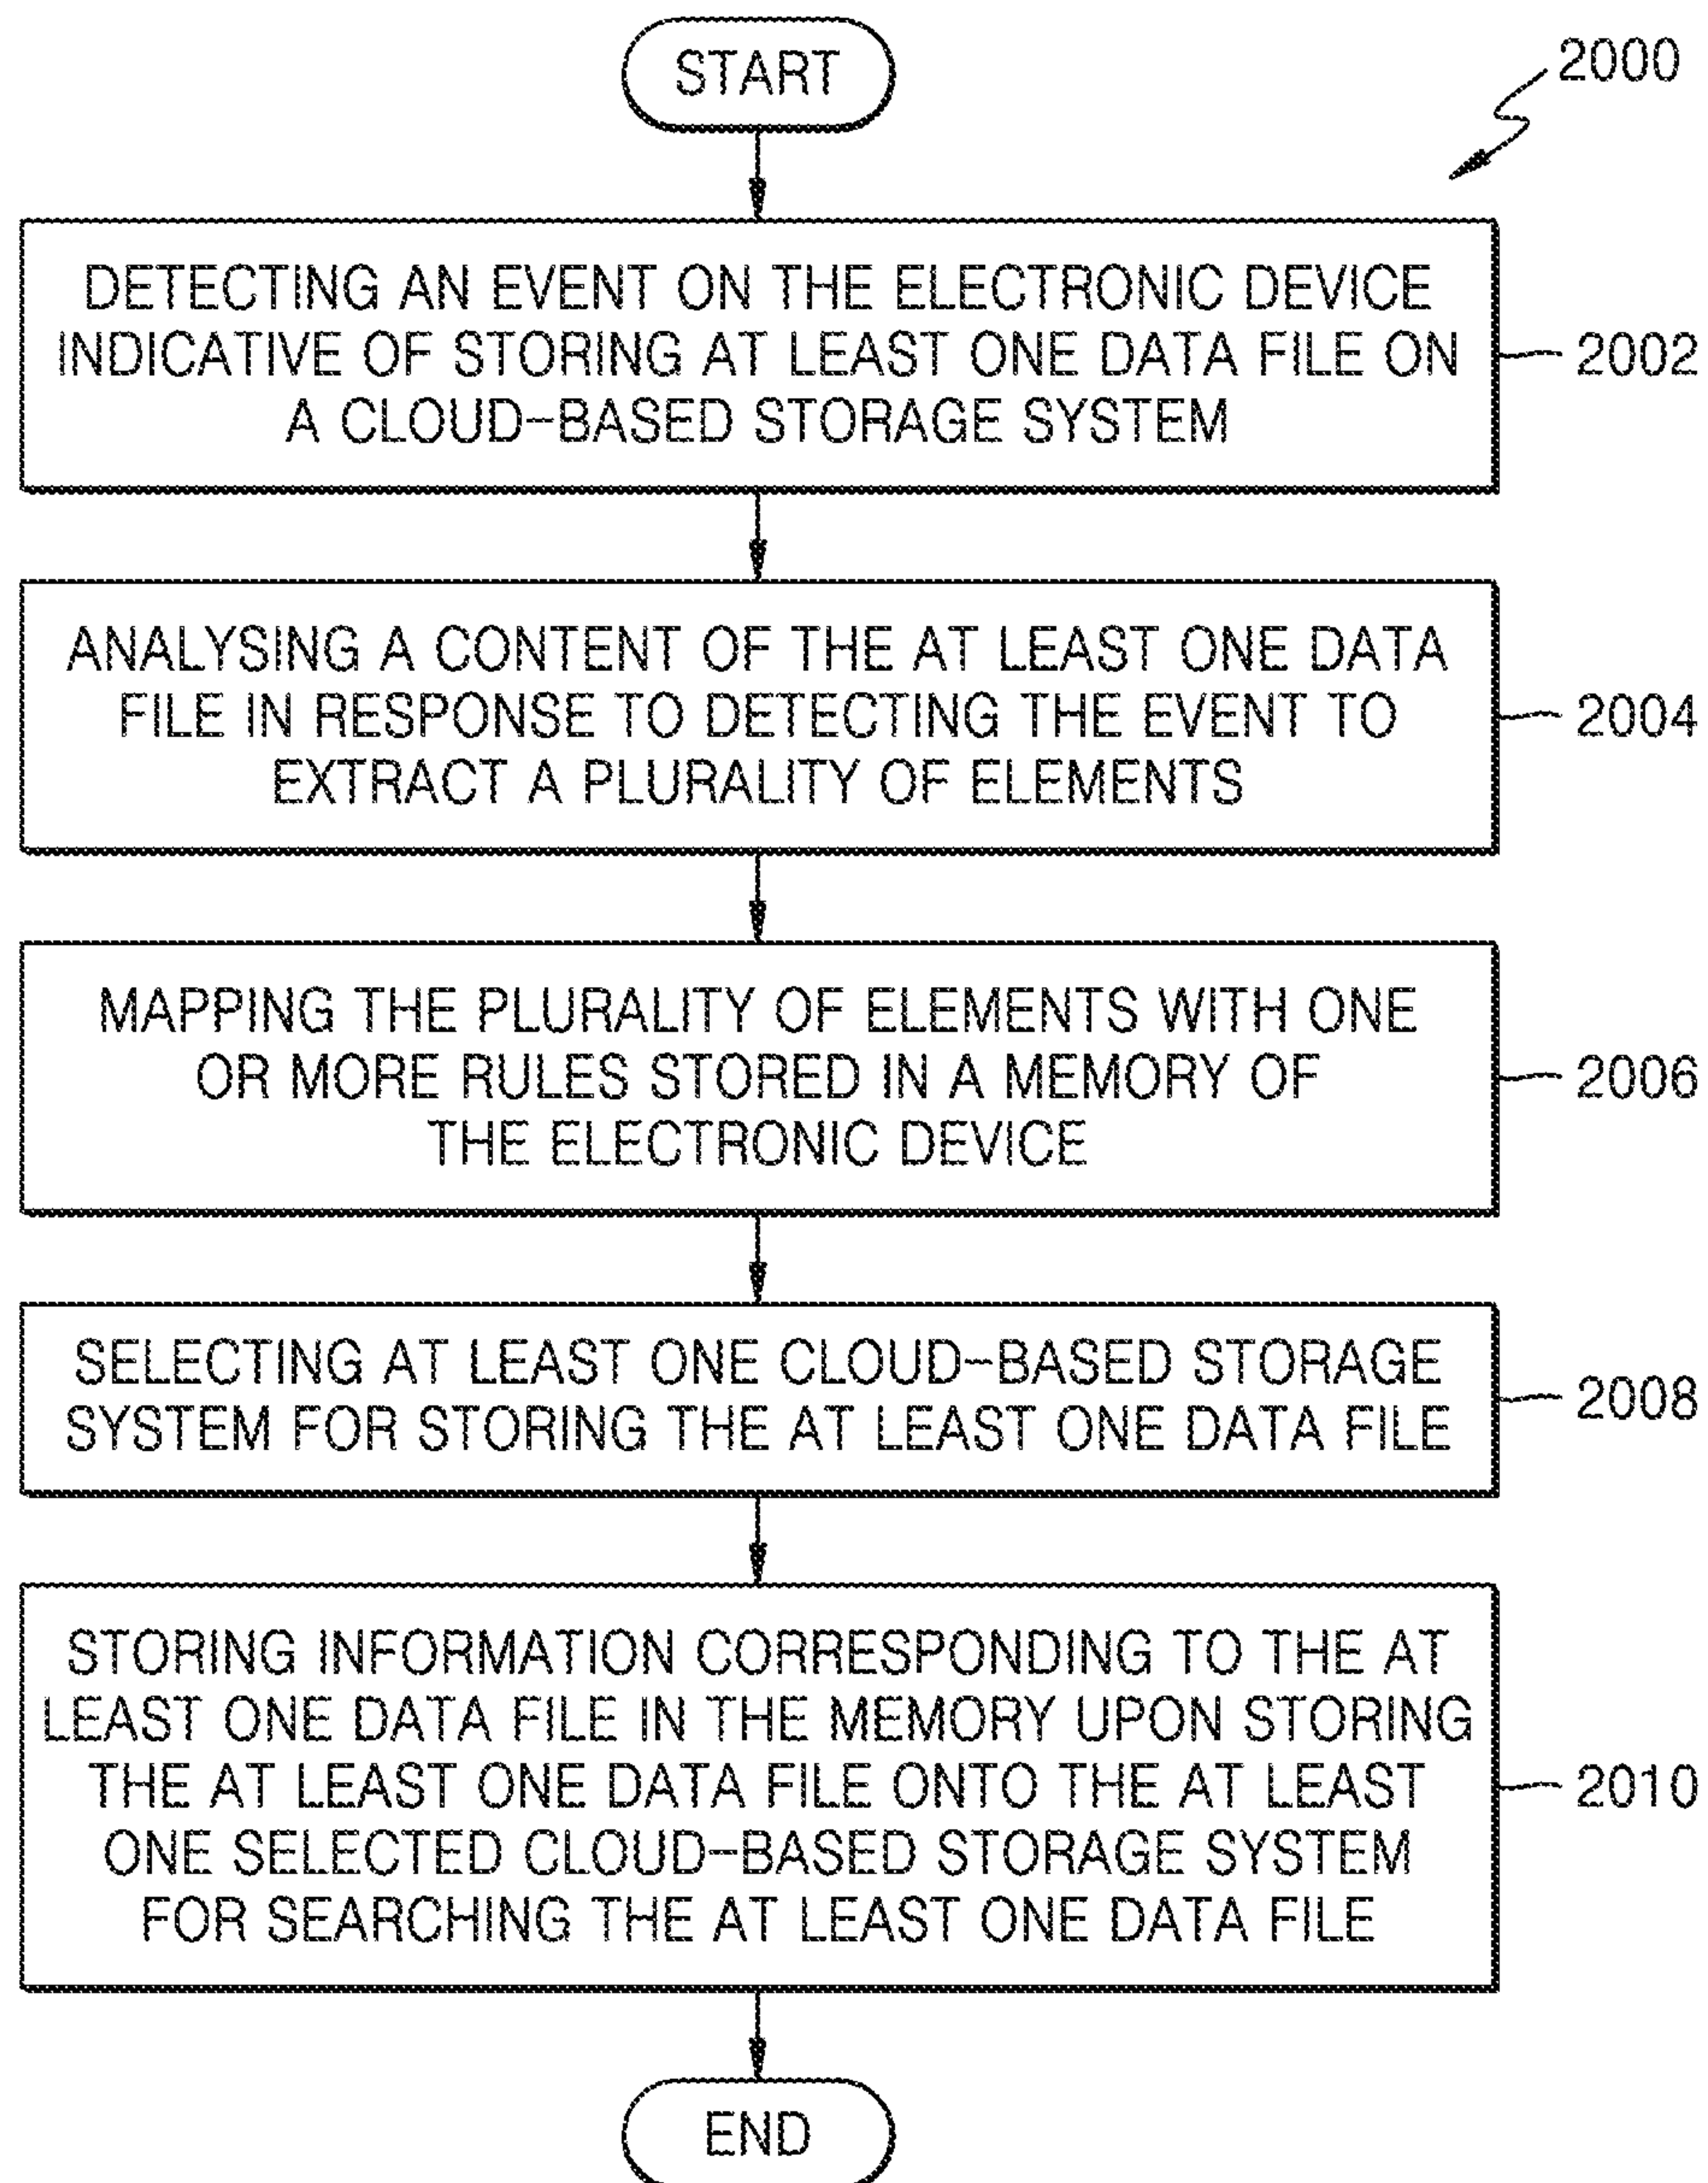 START
2000
DETECTING AN EVENT ON THE ELECTRONIC DEVICE
INDICATIVE OF STORING AT LEAST ONE DATA FILE ON
A CLOUD-BASED STORAGE SYSTEM
2002
ANALYSING A CONTENT OF THE AT LEAST ONE DATA
FILE IN RESPONSE TO DETECTING THE EVENT TO
EXTRACT A PLURALITY OF ELEMENTS
2004
MAPPING THE PLURALITY OF ELEMENTS WITH ONE
OR MORE RULES STORED IN A MEMORY OF
THE ELECTRONIC DEVICE
2006
SELECTING AT LEAST ONE CLOUD-BASED STORAGE
SYSTEM FOR STORING THE AT LEAST ONE DATA FILE
2008
STORING INFORMATION CORRESPONDING TO THE AT
LEAST ONE DATA FILE IN THE MEMORY UPON STORING
THE AT LEAST ONE DATA FILE ONTO THE AT LEAST
ONE SELECTED CLOUD-BASED STORAGE SYSTEM
FOR SEARCHING THE AT LEAST ONE DATA FILE
2010
END